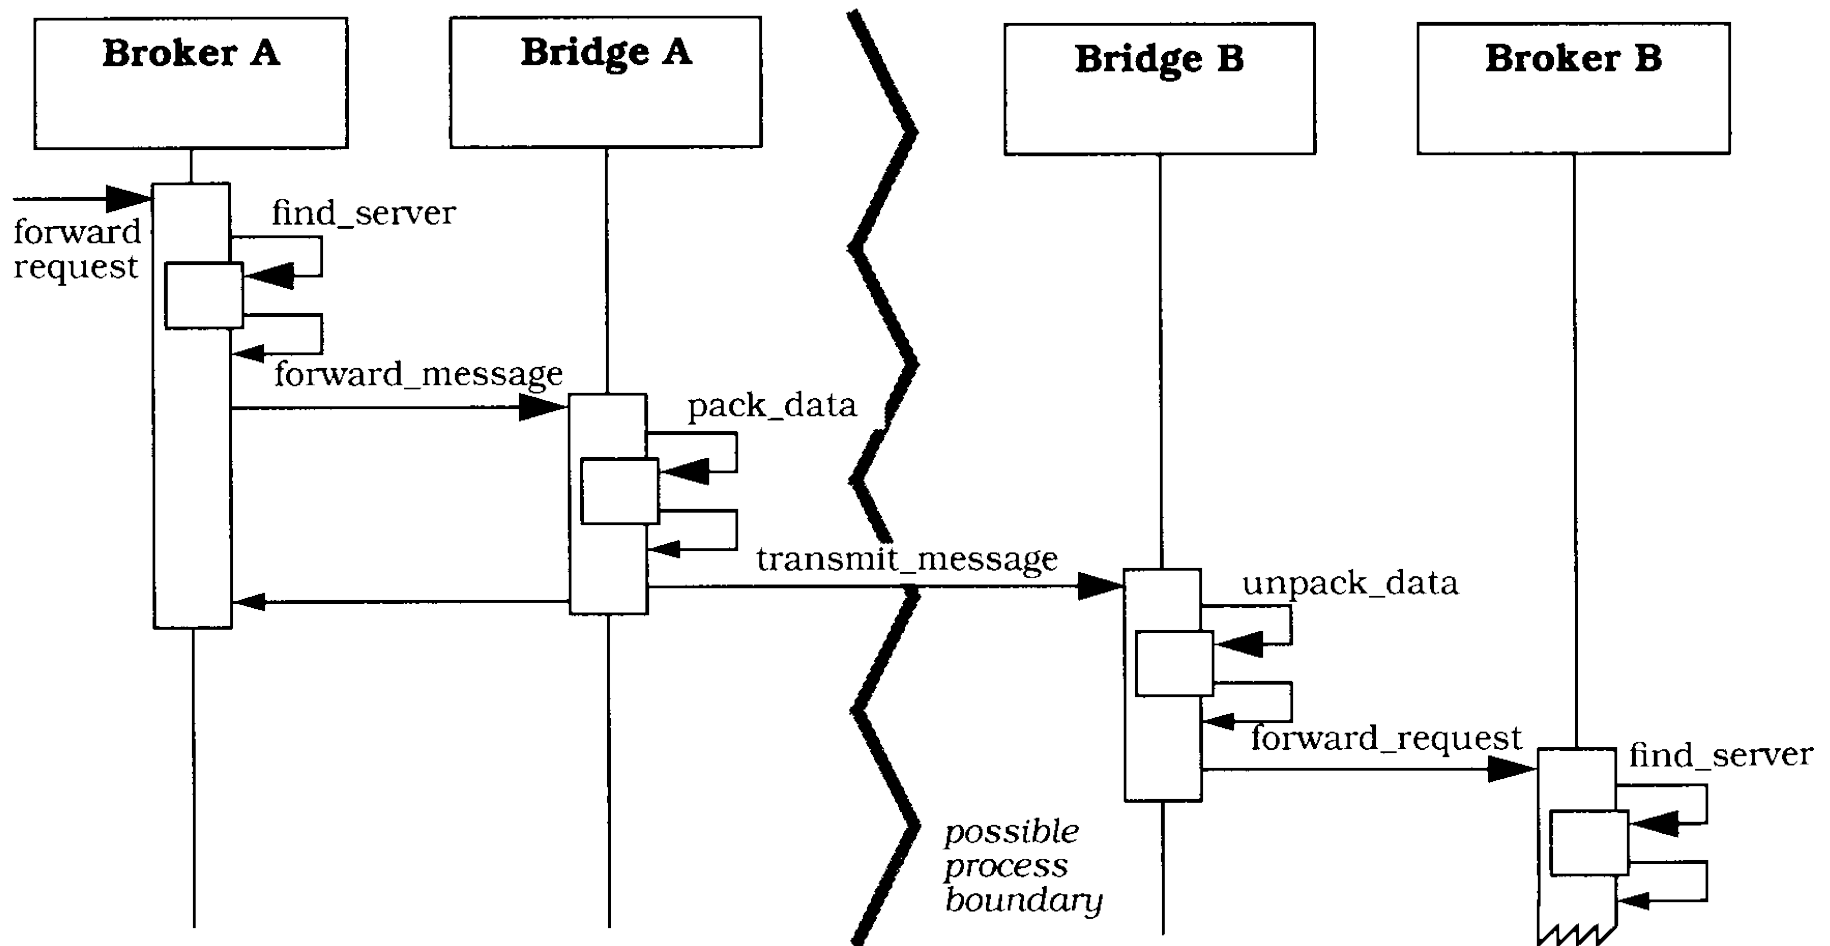 Broker A
Bridge A
Bridge B
Broker B
forward
request
find_server
forward_message
pack_data
transmit_message
unpack_data
forward_request
find_server
possible
process
boundary